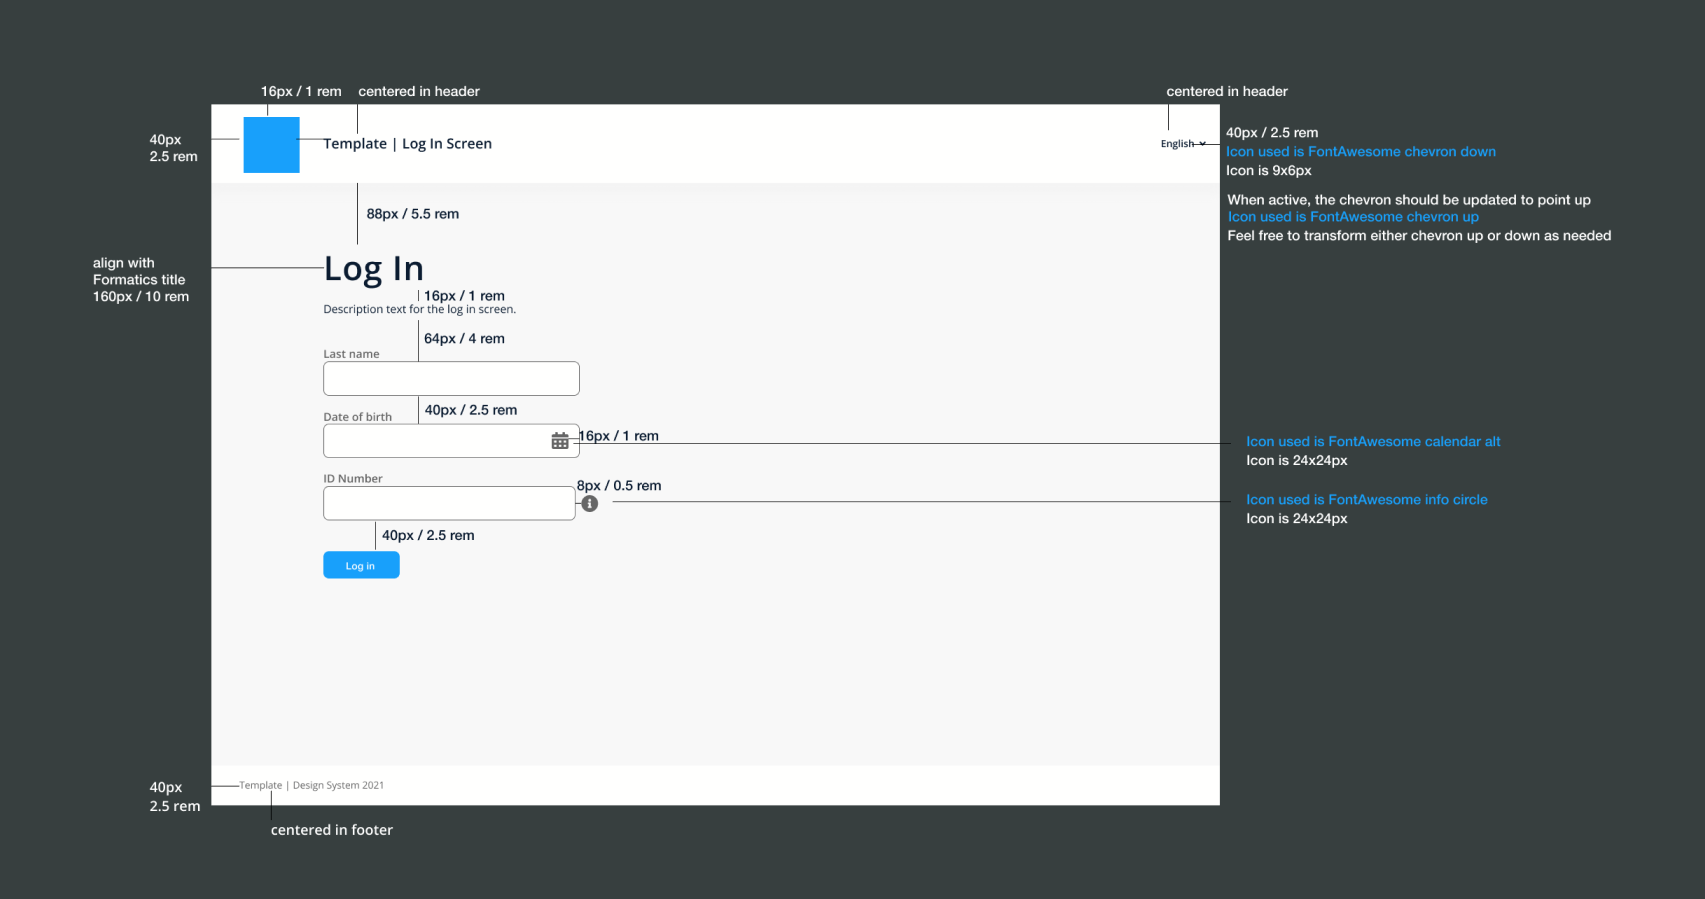 16px / 1 rem
centered in header
centered in header
40px
2.5 rem
Template | Log In Screen
English
40px / 2.5 rem
Icon used is FontAwesome chevron down
Icon is 9x6px
When active, the chevron should be updated to point up
Icon used is FontAwesome chevron up
Feel free to transform either chevron up or down as needed
88px / 5.5 rem
align with
Formatics title
160px / 10 rem
Log In
16px / 1 rem
Description text for the log in screen.
64px / 4 rem
Last name
40px / 2.5 rem
Date of birth
16px / 1 rem
Icon used is FontAwesome calendar alt
Icon is 24x24px
ID Number
8px / 0.5 rem
Icon used is FontAwesome info circle
Icon is 24x24px
40px / 2.5 rem
Log in
40px
2.5 rem
Template | Design System 2021
centered in footer